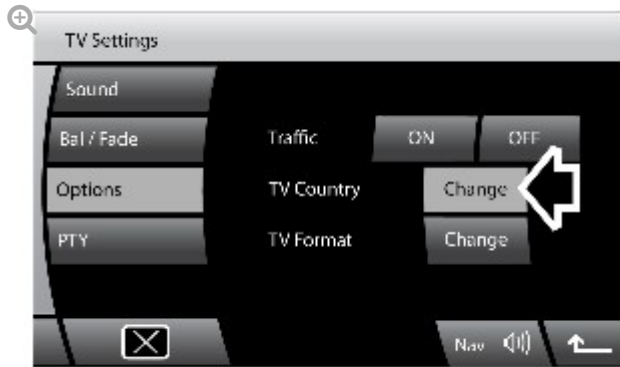 TV Settings
Sound
Bal / Fade
Traffic ON OFF
Options
TV Country Change
PTY
TV Format Change
Nav